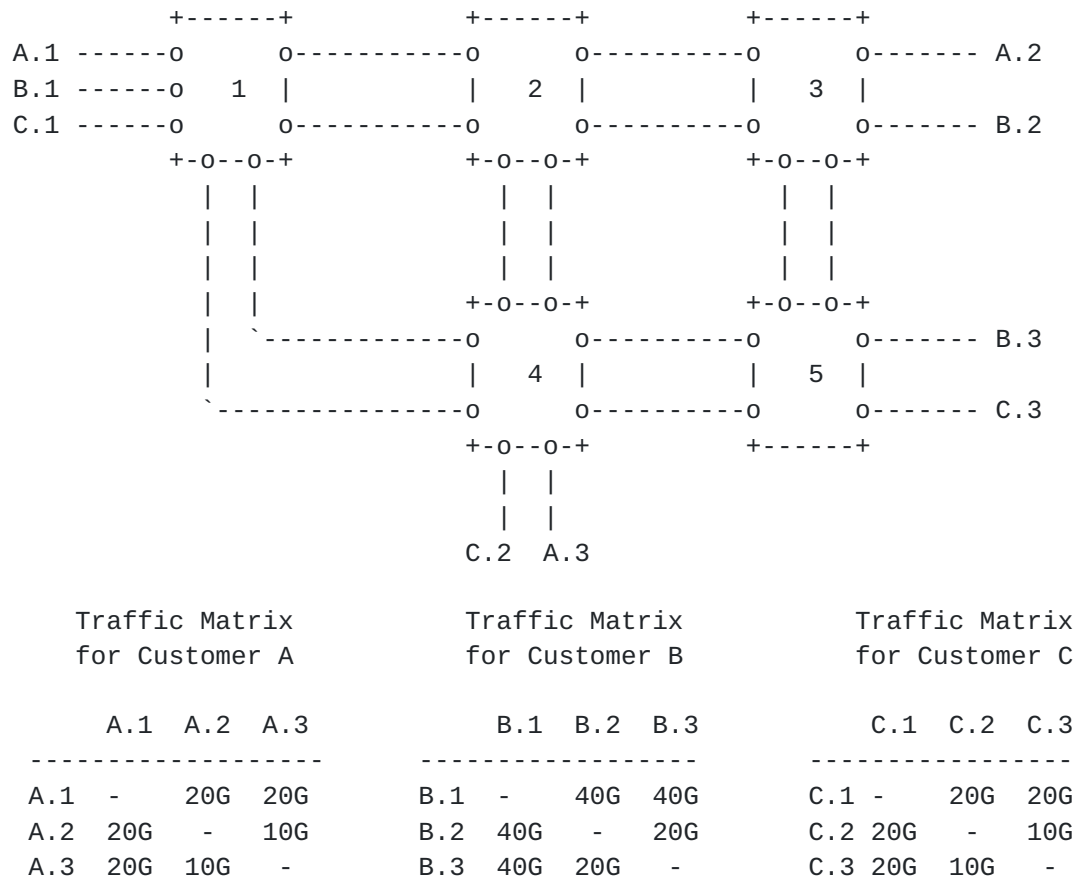 +------+           +------+          +------+
A.1 ------o      o-----------o      o----------o      o------- A.2
B.1 ------o   1  |           |   2  |          |   3  |
C.1 ------o      o-----------o      o----------o      o------- B.2
          +-o--o-+           +-o--o-+          +-o--o-+
            |  |               |  |              |  |
            |  |               |  |              |  |
            |  |               |  |              |  |
            |  |             +-o--o-+          +-o--o-+
            |  `-------------o      o----------o      o------- B.3
            |                |   4  |          |   5  |
            `----------------o      o----------o      o------- C.3
                             +-o--o-+          +------+
                               |  |
                               |  |
                             C.2  A.3
Traffic Matrix         Traffic Matrix         Traffic Matrix
for Customer A         for Customer B         for Customer C
A.1  A.2  A.3          B.1  B.2  B.3          C.1  C.2  C.3
-------------------     ------------------     -----------------
A.1  -    20G  20G     B.1  -    40G  40G     C.1 -    20G  20G
A.2  20G   -   10G     B.2  40G   -   20G     C.2 20G   -   10G
A.3  20G  10G   -      B.3  40G  20G   -      C.3 20G  10G   -